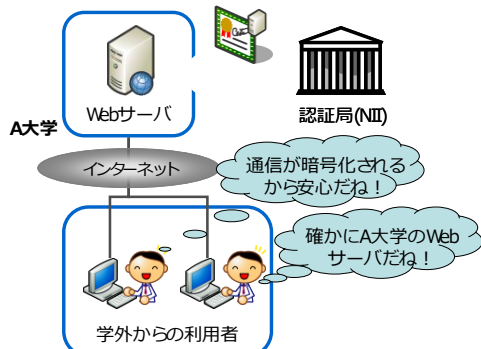 Webサーバ
認証局(NII)
A大学
インターネット
通信が暗号化される
から安心だね！
確かにA大学のWeb
サーバだね！
学外からの利用者